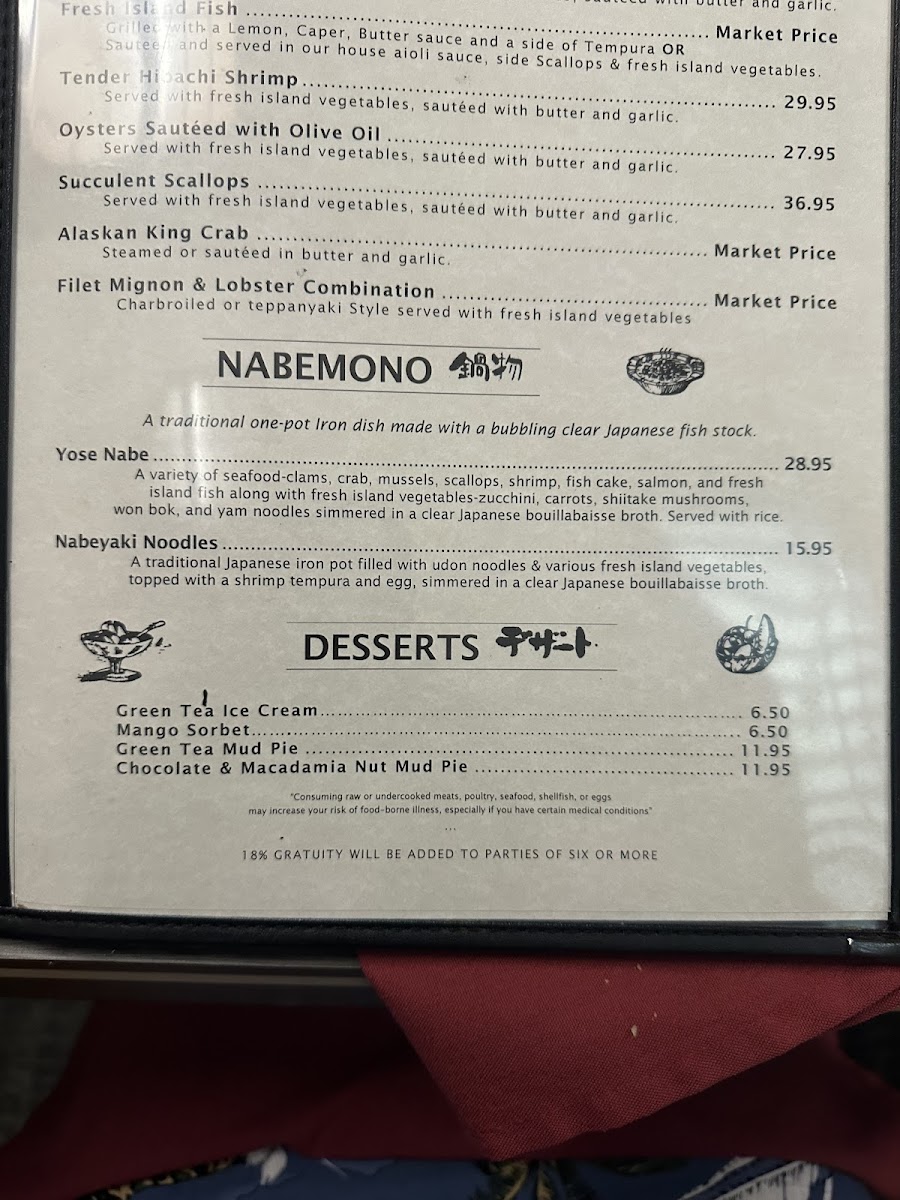 sautéed with butter and garlic.
Fresh Island Fish ........ Market Price
Grilled with a Lemon, Caper, Butter sauce and a side of Tempura OR
Sauteed and served in our house aioli sauce, side Scallops & fresh island vegetables.
Tender Hibachi Shrimp ........ 29.95
Served with fresh island vegetables, sautéed with butter and garlic.
Oysters Sautéed with Olive Oil ........ 27.95
Served with fresh island vegetables, sautéed with butter and garlic.
Succulent Scallops ........ 36.95
Served with fresh island vegetables, sautéed with butter and garlic.
Alaskan King Crab ........ Market Price
Steamed or sautéed in butter and garlic.
Filet Mignon & Lobster Combination ........ Market Price
Charbroiled or teppanyaki Style served with fresh island vegetables
NABEMONO 鍋物
A traditional one-pot Iron dish made with a bubbling clear Japanese fish stock.
Yose Nabe ........ 28.95
A variety of seafood-clams, crab, mussels, scallops, shrimp, fish cake, salmon, and fresh
island fish along with fresh island vegetables-zucchini, carrots, shiitake mushrooms,
won bok, and yam noodles simmered in a clear Japanese bouillabaisse broth. Served with rice.
Nabeyaki Noodles ........ 15.95
A traditional Japanese iron pot filled with udon noodles & various fresh island vegetables,
topped with a shrimp tempura and egg, simmered in a clear Japanese bouillabaisse broth.
DESSERTS デザート
Green Tea Ice Cream ........ 6.50
Mango Sorbet ........ 6.50
Green Tea Mud Pie ........ 11.95
Chocolate & Macadamia Nut Mud Pie ........ 11.95
"Consuming raw or undercooked meats, poultry, seafood, shellfish, or eggs
may increase your risk of food-borne illness, especially if you have certain medical conditions"
...
18% GRATUITY WILL BE ADDED TO PARTIES OF SIX OR MORE